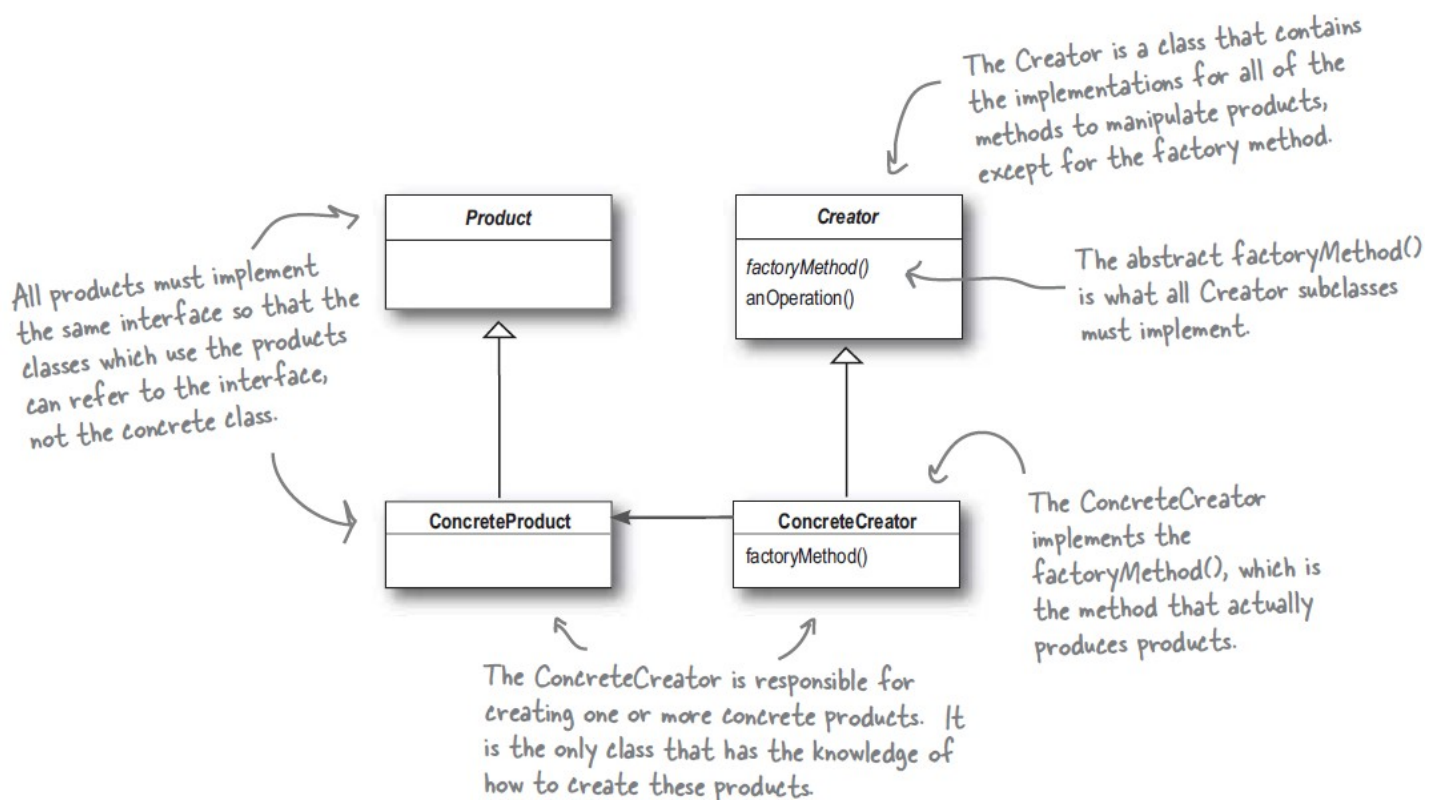 The Creator is a class that contains
the implementations for all of the
methods to manipulate products,
except for the factory method.
Product
Creator
factoryMethod()
anOperation()
The abstract factoryMethod()
is what all Creator subclasses
must implement.
All products must implement
the same interface so that the
classes which use the products
can refer to the interface,
not the concrete class.
ConcreteProduct
ConcreteCreator
factoryMethod()
The ConcreteCreator
implements the
factoryMethod(), which is
the method that actually
produces products.
The ConcreteCreator is responsible for
creating one or more concrete products. It
is the only class that has the knowledge of
how to create these products.